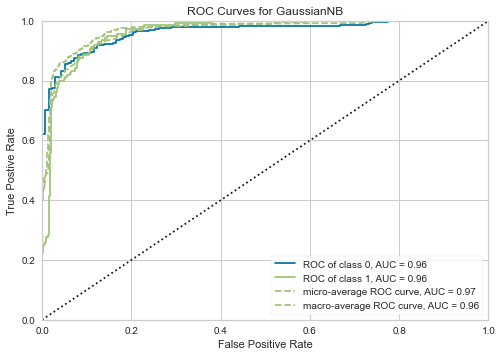 ROC Curves for GaussianNB
1.0
0.8
0.6
0.4
0.2
0.0
True Postive Rate
ROC of class 0, AUC = 0.96
ROC of class 1, AUC = 0.96
micro-average ROC curve, AUC = 0.97
macro-average ROC curve, AUC = 0.96
0.0 0.2 0.4 0.6 0.8 1.0
False Positive Rate